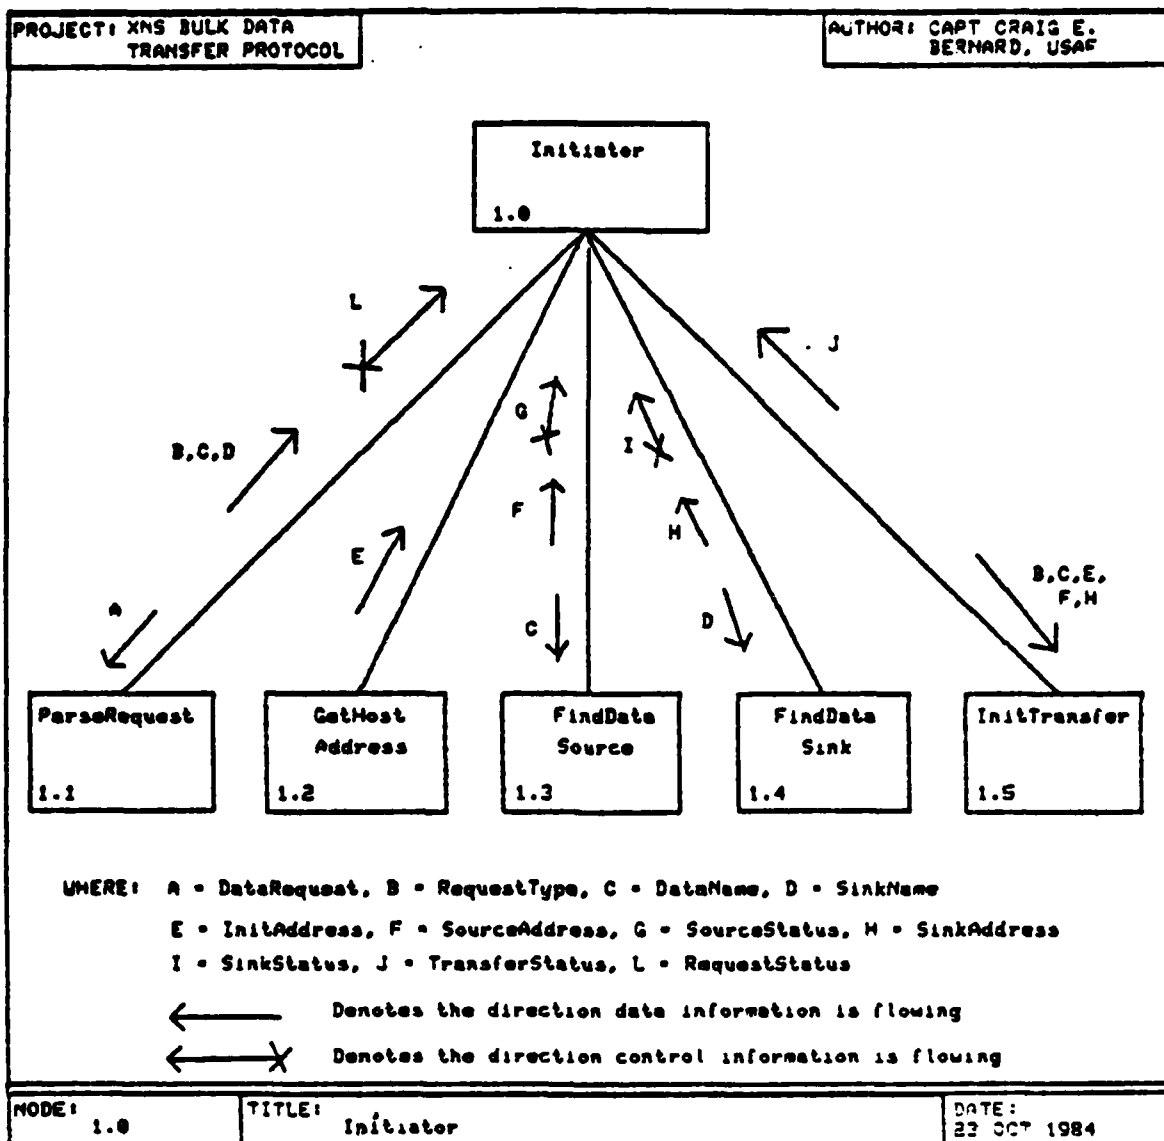 PROJECT: XNS BULK DATA
TRANSFER PROTOCOL
AUTHOR: CAPT CRAIG E.
BERNARD, USAF
Initiator
1.0
L
J
G
B,C,D
I
F
H
E
B,C,E,
F,H
A
C
D
ParseRequest
1.1
GetHost
Address
1.2
FindData
Source
1.3
FindData
Sink
1.4
InitTransfer
1.5
WHERE: A = DataRequest, B = RequestType, C = DataName, D = SinkName
E = InitAddress, F = SourceAddress, G = SourceStatus, H = SinkAddress
I = SinkStatus, J = TransferStatus, L = RequestStatus
Denotes the direction data information is flowing
Denotes the direction control information is flowing
NODE:
1.0
TITLE:
Initiator
DATE:
23 OCT 1984